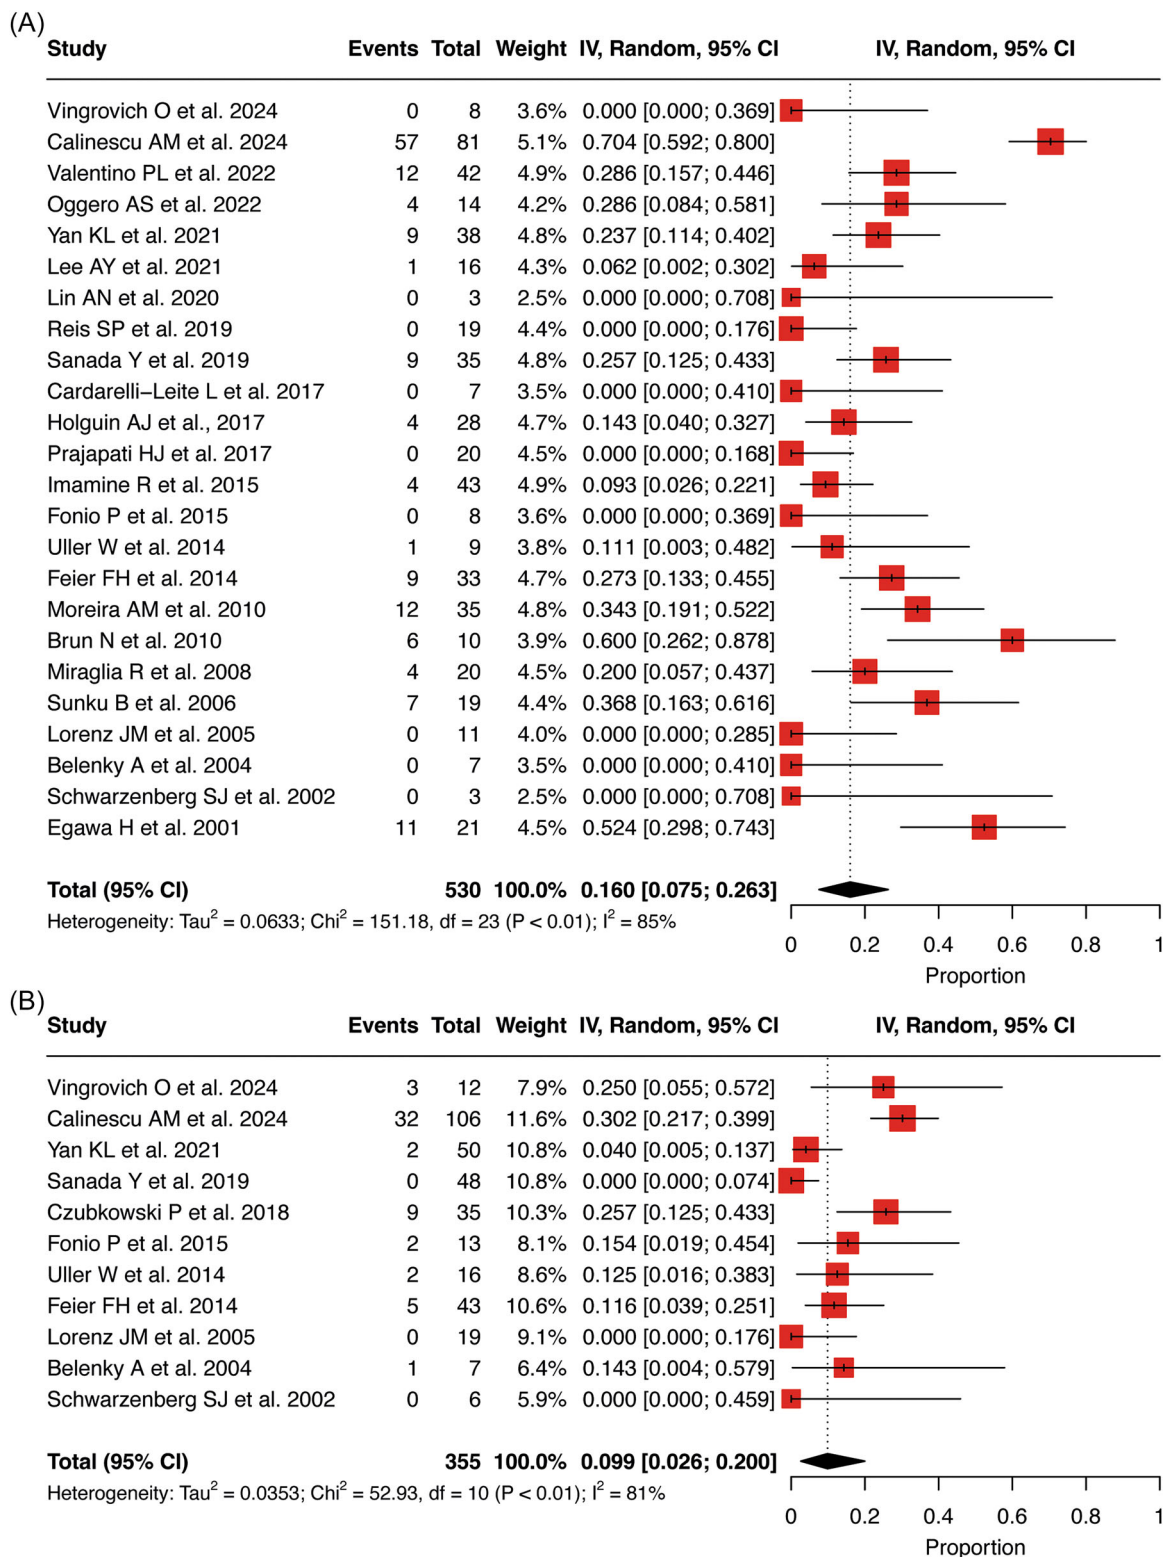 (A)
Study Events Total Weight IV, Random, 95% CI IV, Random, 95% CI
Vingrovich O et al. 2024 0 8 3.6% 0.000 [0.000; 0.369]
Calinescu AM et al. 2024 57 81 5.1% 0.704 [0.592; 0.800]
Valentino PL et al. 2022 12 42 4.9% 0.286 [0.157; 0.446]
Oggero AS et al. 2022 4 14 4.2% 0.286 [0.084; 0.581]
Yan KL et al. 2021 9 38 4.8% 0.237 [0.114; 0.402]
Lee AY et al. 2021 1 16 4.3% 0.062 [0.002; 0.302]
Lin AN et al. 2020 0 3 2.5% 0.000 [0.000; 0.708]
Reis SP et al. 2019 0 19 4.4% 0.000 [0.000; 0.176]
Sanada Y et al. 2019 9 35 4.8% 0.257 [0.125; 0.433]
Cardarelli−Leite L et al. 2017 0 7 3.5% 0.000 [0.000; 0.410]
Holguin AJ et al., 2017 4 28 4.7% 0.143 [0.040; 0.327]
Prajapati HJ et al. 2017 0 20 4.5% 0.000 [0.000; 0.168]
Imamine R et al. 2015 4 43 4.9% 0.093 [0.026; 0.221]
Fonio P et al. 2015 0 8 3.6% 0.000 [0.000; 0.369]
Uller W et al. 2014 1 9 3.8% 0.111 [0.003; 0.482]
Feier FH et al. 2014 9 33 4.7% 0.273 [0.133; 0.455]
Moreira AM et al. 2010 12 35 4.8% 0.343 [0.191; 0.522]
Brun N et al. 2010 6 10 3.9% 0.600 [0.262; 0.878]
Miraglia R et al. 2008 4 20 4.5% 0.200 [0.057; 0.437]
Sunku B et al. 2006 7 19 4.4% 0.368 [0.163; 0.616]
Lorenz JM et al. 2005 0 11 4.0% 0.000 [0.000; 0.285]
Belenky A et al. 2004 0 7 3.5% 0.000 [0.000; 0.410]
Schwarzenberg SJ et al. 2002 0 3 2.5% 0.000 [0.000; 0.708]
Egawa H et al. 2001 11 21 4.5% 0.524 [0.298; 0.743]
Total (95% CI) 530 100.0% 0.160 [0.075; 0.263]
Heterogeneity: Tau² = 0.0633; Chi² = 151.18, df = 23 (P < 0.01); I² = 85%
0 0.2 0.4 0.6 0.8 1
Proportion
(B)
Study Events Total Weight IV, Random, 95% CI IV, Random, 95% CI
Vingrovich O et al. 2024 3 12 7.9% 0.250 [0.055; 0.572]
Calinescu AM et al. 2024 32 106 11.6% 0.302 [0.217; 0.399]
Yan KL et al. 2021 2 50 10.8% 0.040 [0.005; 0.137]
Sanada Y et al. 2019 0 48 10.8% 0.000 [0.000; 0.074]
Czubkowski P et al. 2018 9 35 10.3% 0.257 [0.125; 0.433]
Fonio P et al. 2015 2 13 8.1% 0.154 [0.019; 0.454]
Uller W et al. 2014 2 16 8.6% 0.125 [0.016; 0.383]
Feier FH et al. 2014 5 43 10.6% 0.116 [0.039; 0.251]
Lorenz JM et al. 2005 0 19 9.1% 0.000 [0.000; 0.176]
Belenky A et al. 2004 1 7 6.4% 0.143 [0.004; 0.579]
Schwarzenberg SJ et al. 2002 0 6 5.9% 0.000 [0.000; 0.459]
Total (95% CI) 355 100.0% 0.099 [0.026; 0.200]
Heterogeneity: Tau² = 0.0353; Chi² = 52.93, df = 10 (P < 0.01); I² = 81%
0 0.2 0.4 0.6 0.8 1
Proportion